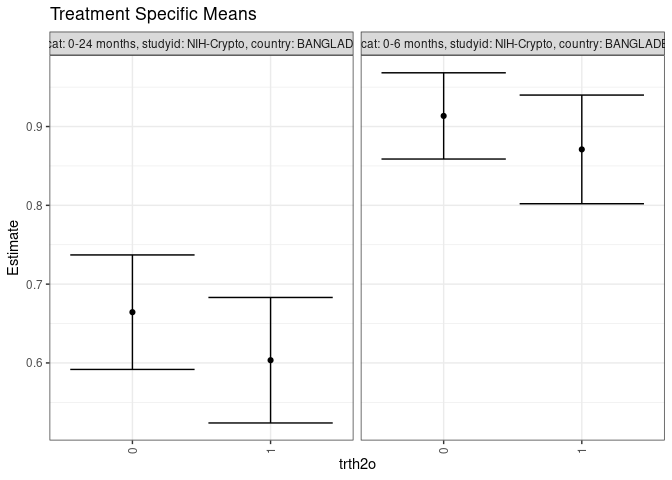 Treatment Specific Means
cat: 0-24 months, studyid: NIH-Crypto, country: BANGLAD
cat: 0-6 months, studyid: NIH-Crypto, country: BANGLADE
0.9
0.8
0.7
0.6
Estimate
0
1
0
1
trth2o